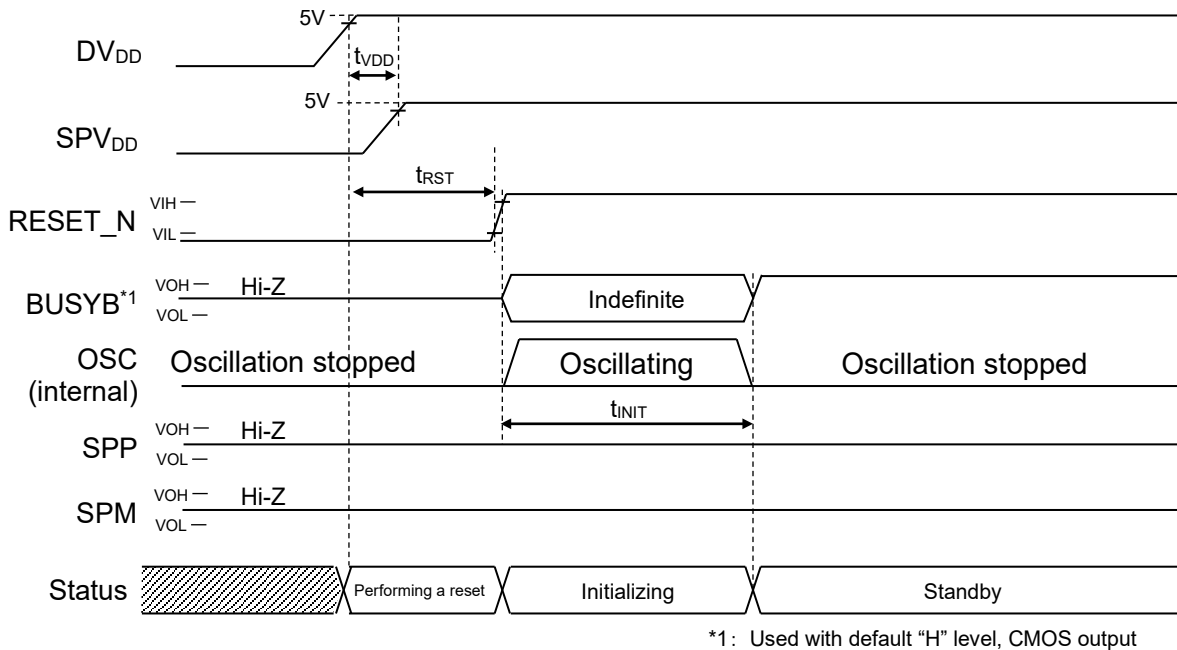 5V
DVDD
tVDD
5V
SPVDD
tRST
VIH
RESET_N
VIL
VOH Hi-Z
BUSYB*1 Indefinite
VOL
OSC
(internal)
Oscillation stopped Oscillating Oscillation stopped
tINIT
VOH Hi-Z
SPP
VOL
VOH Hi-Z
SPM
VOL
Status Performing a reset Initializing Standby
*1: Used with default “H” level, CMOS output